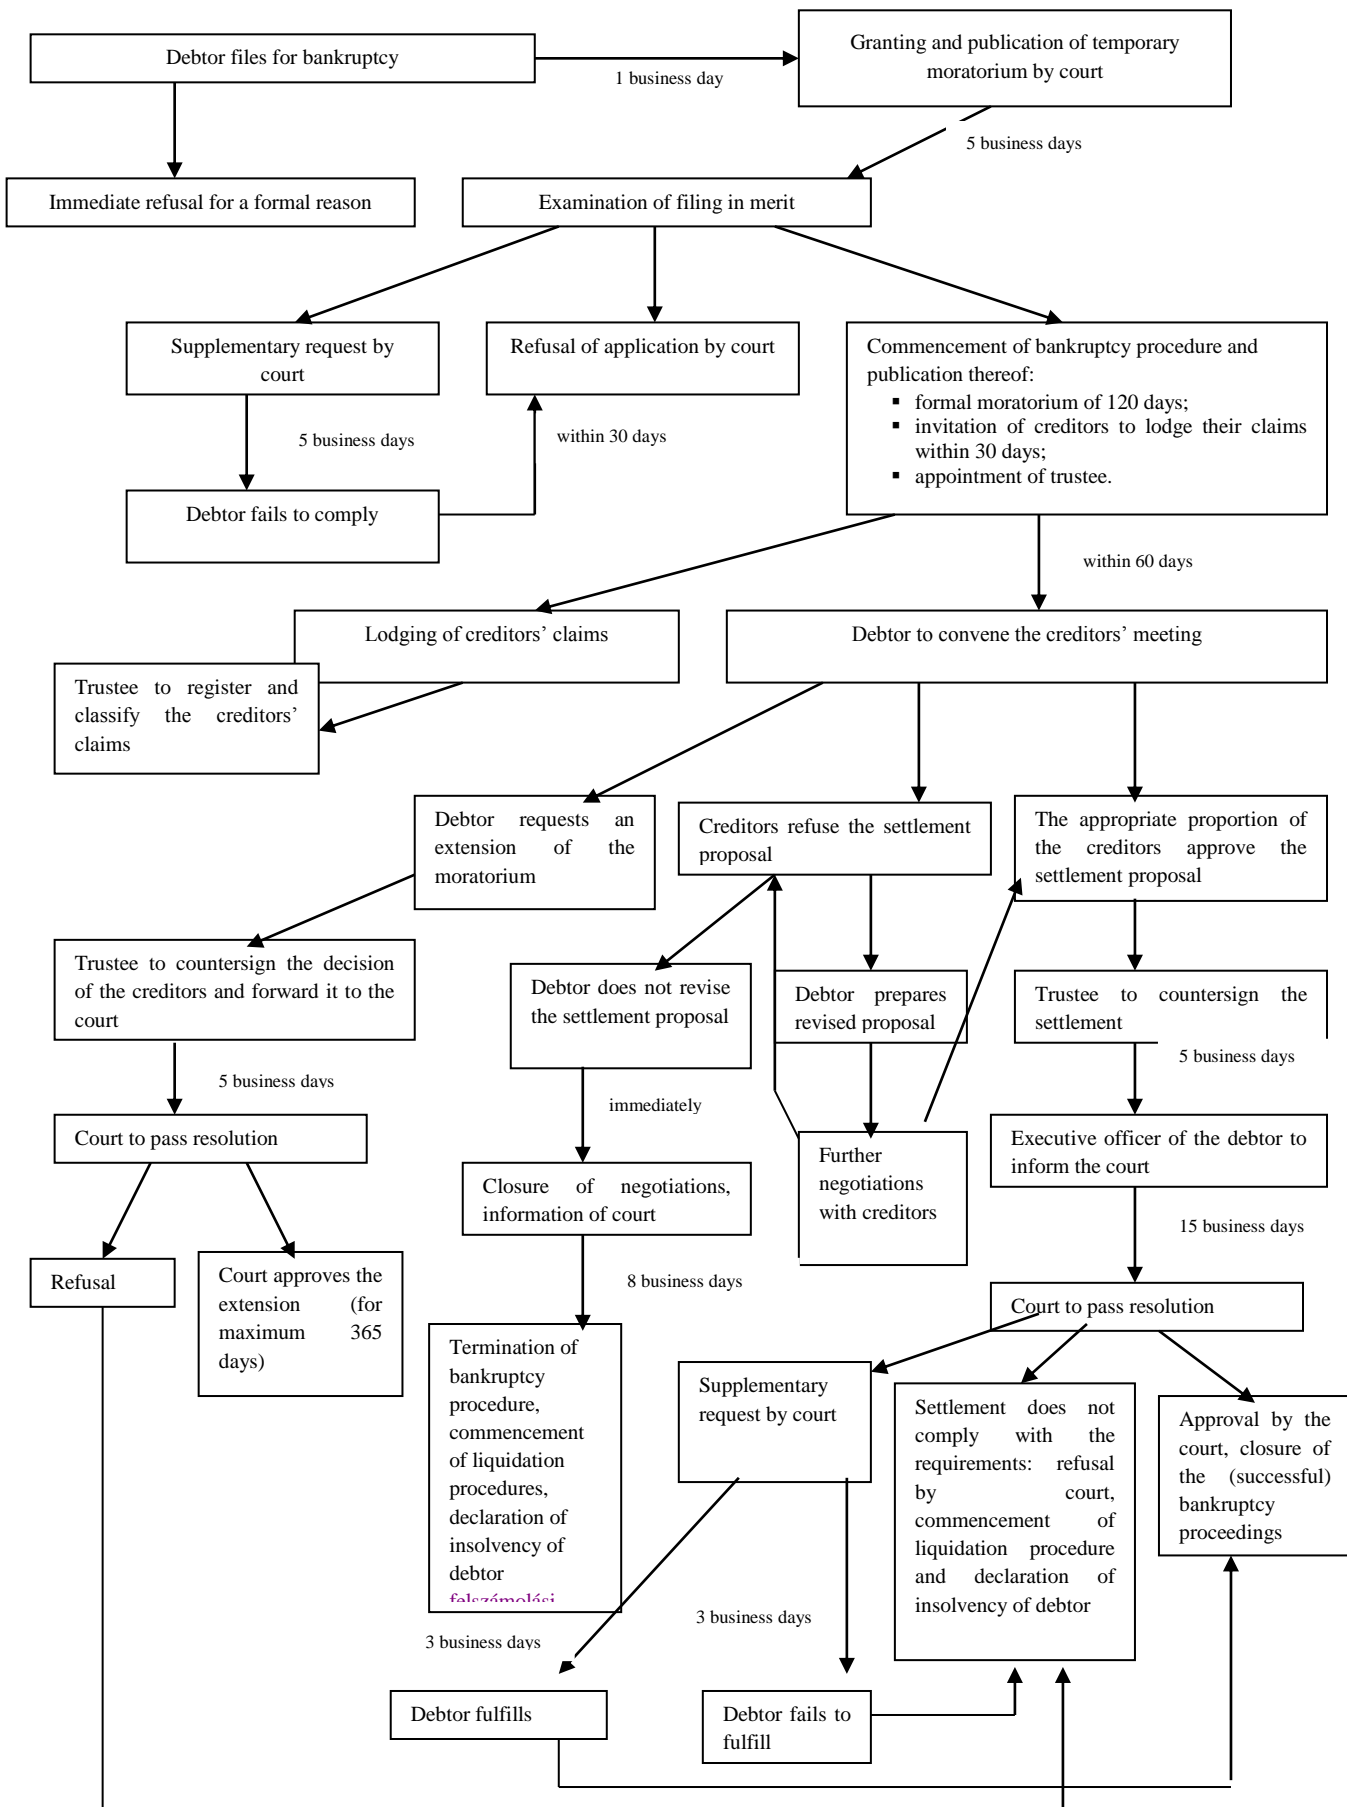 Debtor files for bankruptcy
1 business day
Granting and publication of temporary
moratorium by court
5 business days
Immediate refusal for a formal reason
Examination of filing in merit
Supplementary request by
court
Refusal of application by court
Commencement of bankruptcy procedure and
publication thereof:
▪ formal moratorium of 120 days;
▪ invitation of creditors to lodge their claims
within 30 days;
▪ appointment of trustee.
5 business days
within 30 days
Debtor fails to comply
within 60 days
Lodging of creditors’ claims
Debtor to convene the creditors’ meeting
Trustee to register and
classify the creditors’
claims
Debtor requests an
extension of the
moratorium
Creditors refuse the settlement
proposal
The appropriate proportion of
the creditors approve the
settlement proposal
Trustee to countersign the decision
of the creditors and forward it to the
court
Debtor does not revise
the settlement proposal
Debtor prepares
revised proposal
Trustee to countersign the
settlement
5 business days
5 business days
immediately
Court to pass resolution
Further
negotiations
with creditors
Executive officer of the debtor to
inform the court
Closure of negotiations,
information of court
15 business days
Refusal
Court approves the
extension (for
maximum 365
days)
8 business days
Court to pass resolution
Termination of
bankruptcy
procedure,
commencement
of liquidation
procedures,
declaration of
insolvency of
debtor
felszámolási
Supplementary
request by court
Settlement does not
comply with the
requirements: refusal
by court,
commencement of
liquidation procedure
and declaration of
insolvency of debtor
Approval by the
court, closure of
the (successful)
bankruptcy
proceedings
3 business days
3 business days
Debtor fulfills
Debtor fails to
fulfill